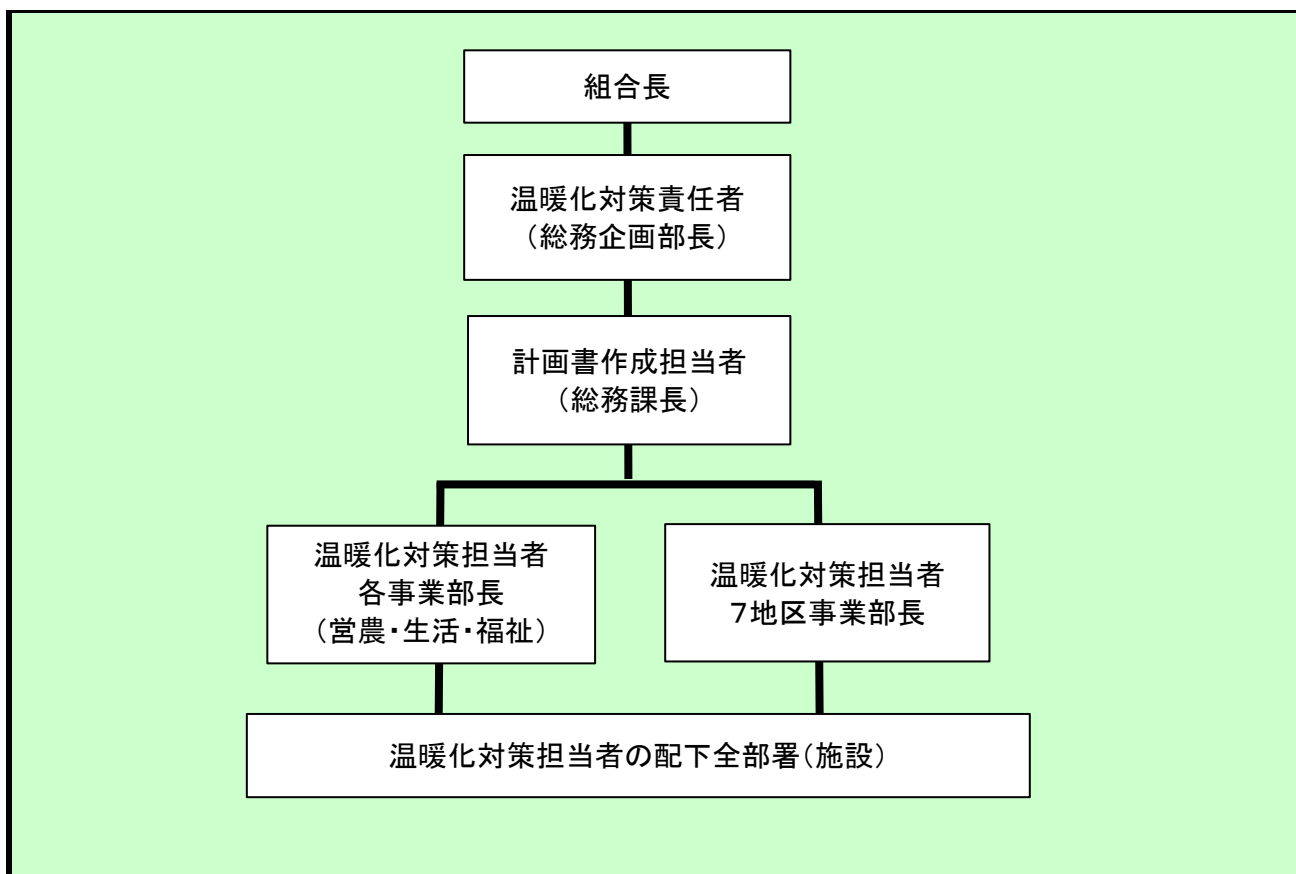 組合長
温暖化対策責任者
（総務企画部長）
計画書作成担当者
（総務課長）
温暖化対策担当者
各事業部長
（営農・生活・福祉）
温暖化対策担当者
7地区事業部長
温暖化対策担当者の配下全部署（施設）